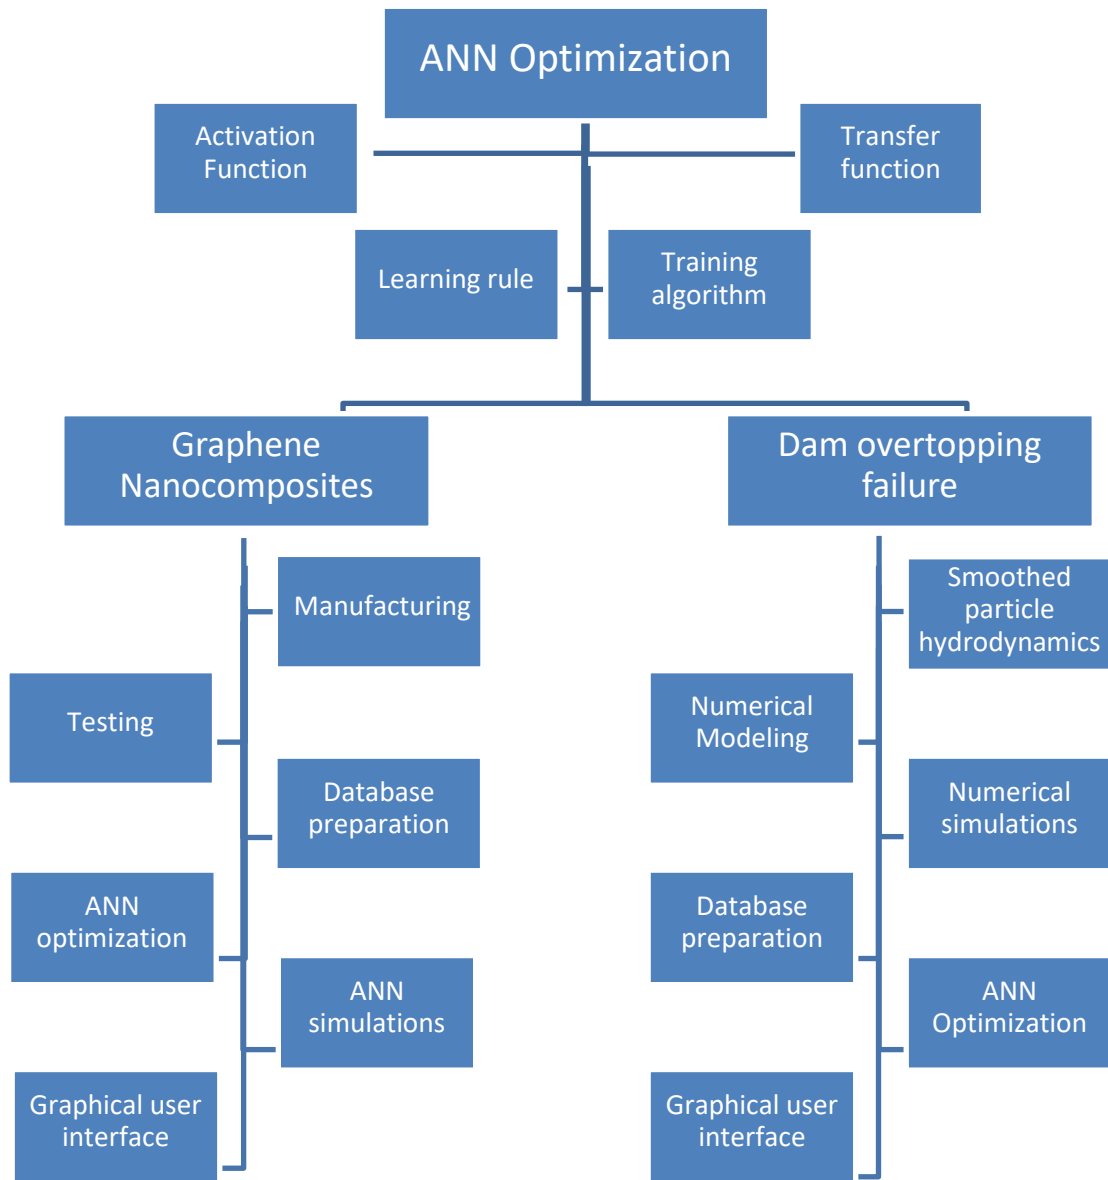 ANN Optimization
Activation
Function
Transfer
function
Learning rule
Training
algorithm
Graphene
Nanocomposites
Dam overtopping
failure
Manufacturing
Smoothed
particle
hydrodynamics
Testing
Numerical
Modeling
Database
preparation
Numerical
simulations
ANN
optimization
Database
preparation
ANN
simulations
ANN
Optimization
Graphical user
interface
Graphical user
interface